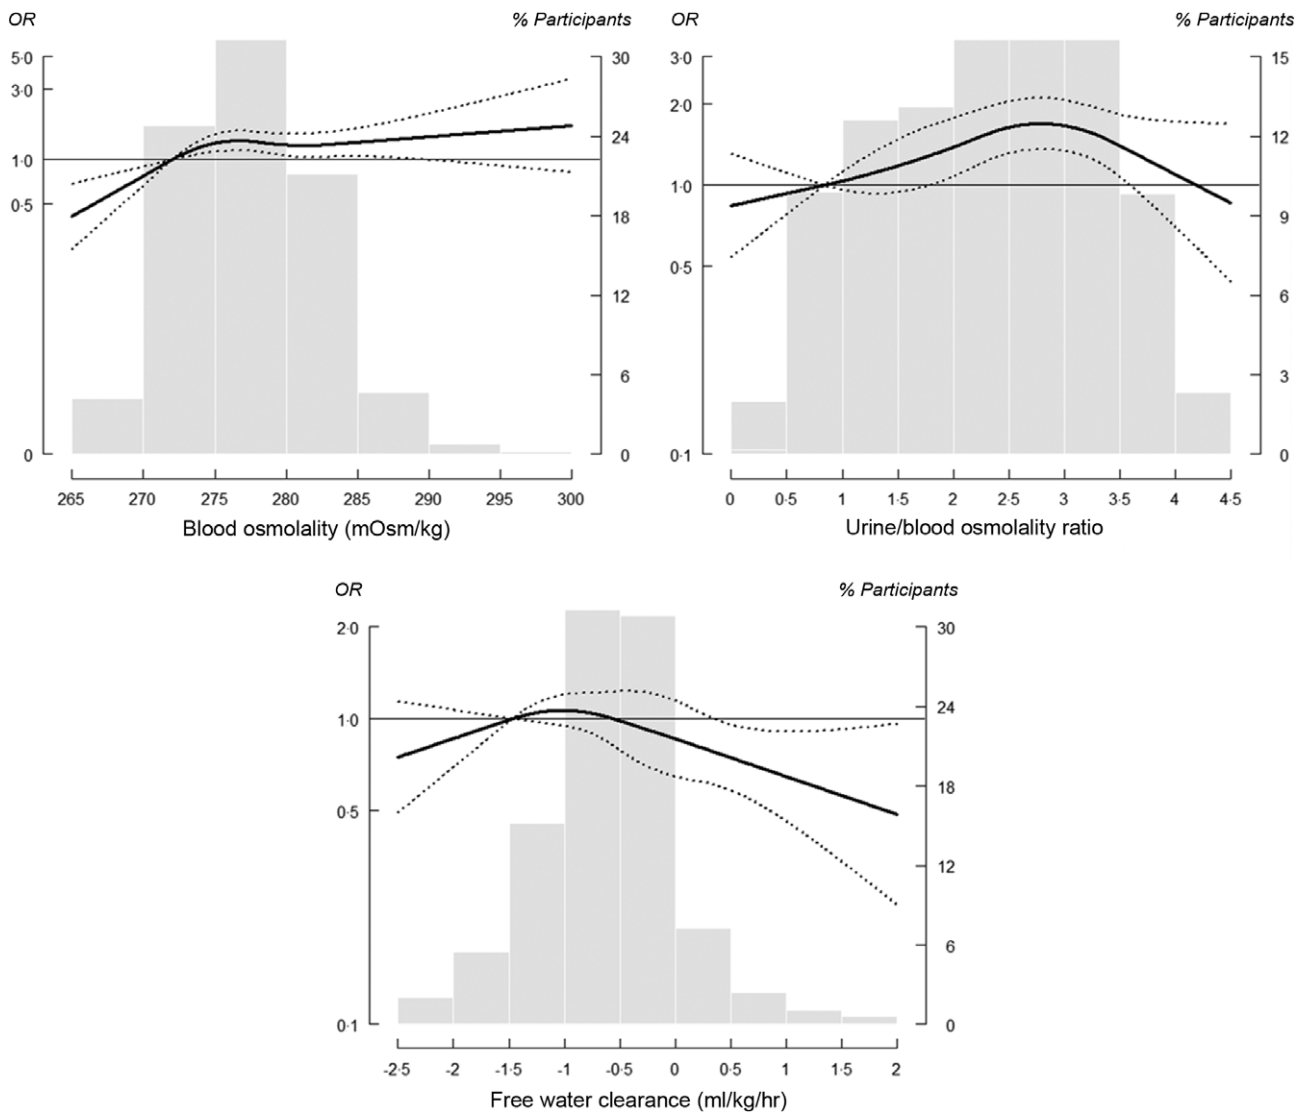 OR % Participants
5·0 30
3·0
24
1·0
0·5 18
12
6
0 0
265 270 275 280 285 290 295 300
Blood osmolality (mOsm/kg)
OR % Participants
3·0 15
2·0
12
1·0
9
0·5 6
3
0·1 0
0 0·5 1 1·5 2 2·5 3 3·5 4 4·5
Urine/blood osmolality ratio
OR % Participants
2·0 30
1·0 24
18
0·5
12
6
0·1 0
-2·5 -2 -1·5 -1 -0·5 0 0·5 1 1·5 2
Free water clearance (ml/kg/hr)